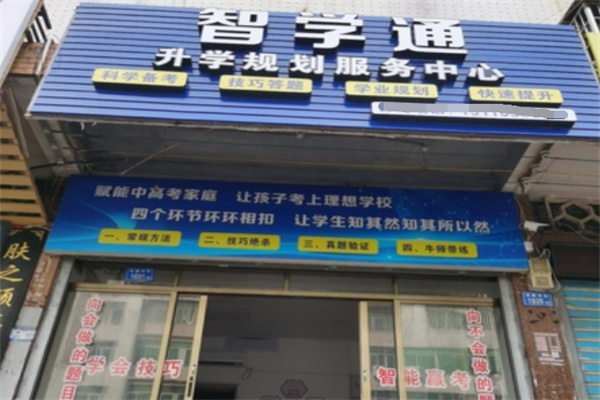 智学通
升学规划服务中心
科学备考 技巧答题 学业规划 快速提升
赋能中高考家庭 让孩子考上理想学校
四个环节环环相扣 让学生知其然知其所以然
一、常规方法 二、技巧绝杀 三、真题验证 四、牛师带练
肤之颜
向会做的题目
学会技巧
智能赢考
向不会做的